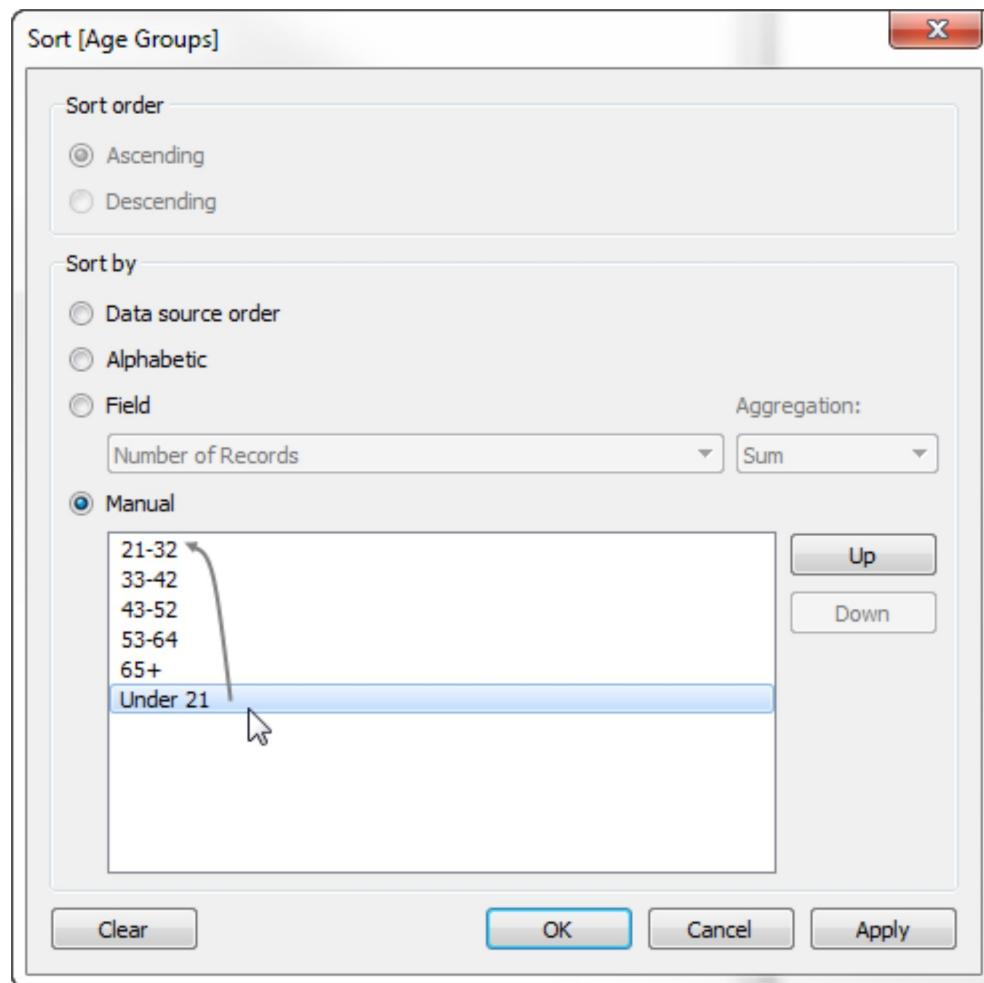 Sort [Age Groups]
Sort order
Ascending
Descending
Sort by
Data source order
Alphabetic
Field
Aggregation:
Number of Records
Sum
Manual
21-32
33-42
43-52
53-64
65+
Under 21
Up
Down
Clear
OK
Cancel
Apply